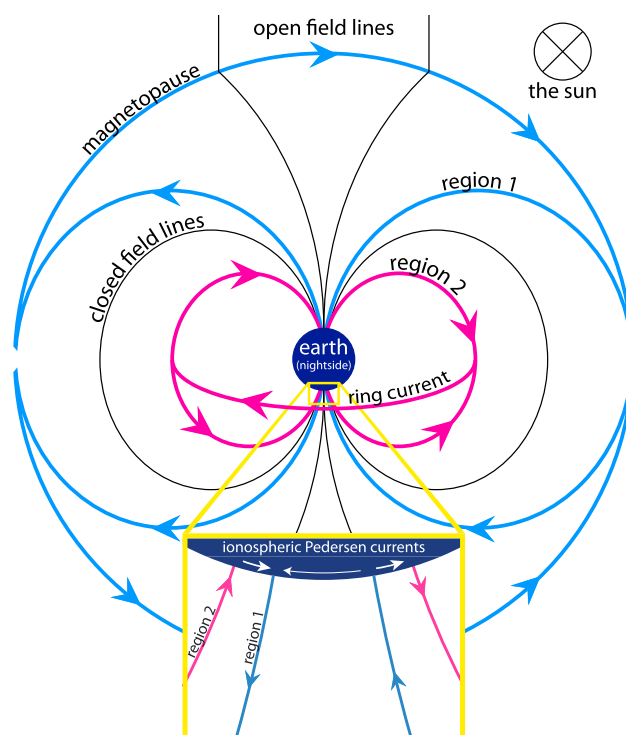 open field lines
the sun
magnetopause
region 1
closed field lines
region 2
earth
(nightside)
ring current
ionospheric Pedersen currents
region 2
region 1